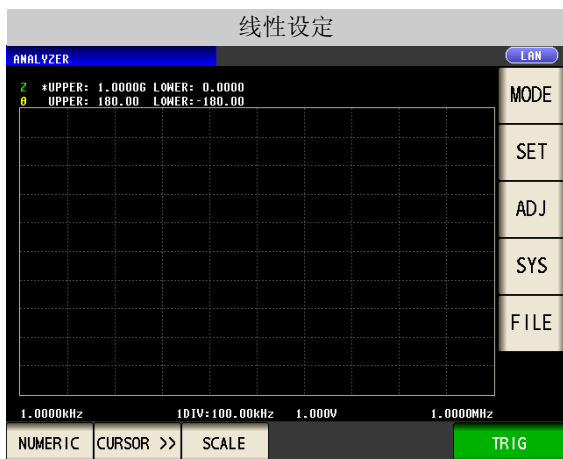 线性设定
ANALYZER LAN
Z *UPPER: 1.0000G LOWER: 0.0000
θ UPPER: 180.00 LOWER:-180.00
MODE
SET
ADJ
SYS
FILE
1.0000kHz 1DIV:100.00kHz 1.000V 1.0000MHz
NUMERIC CURSOR >> SCALE TRIG